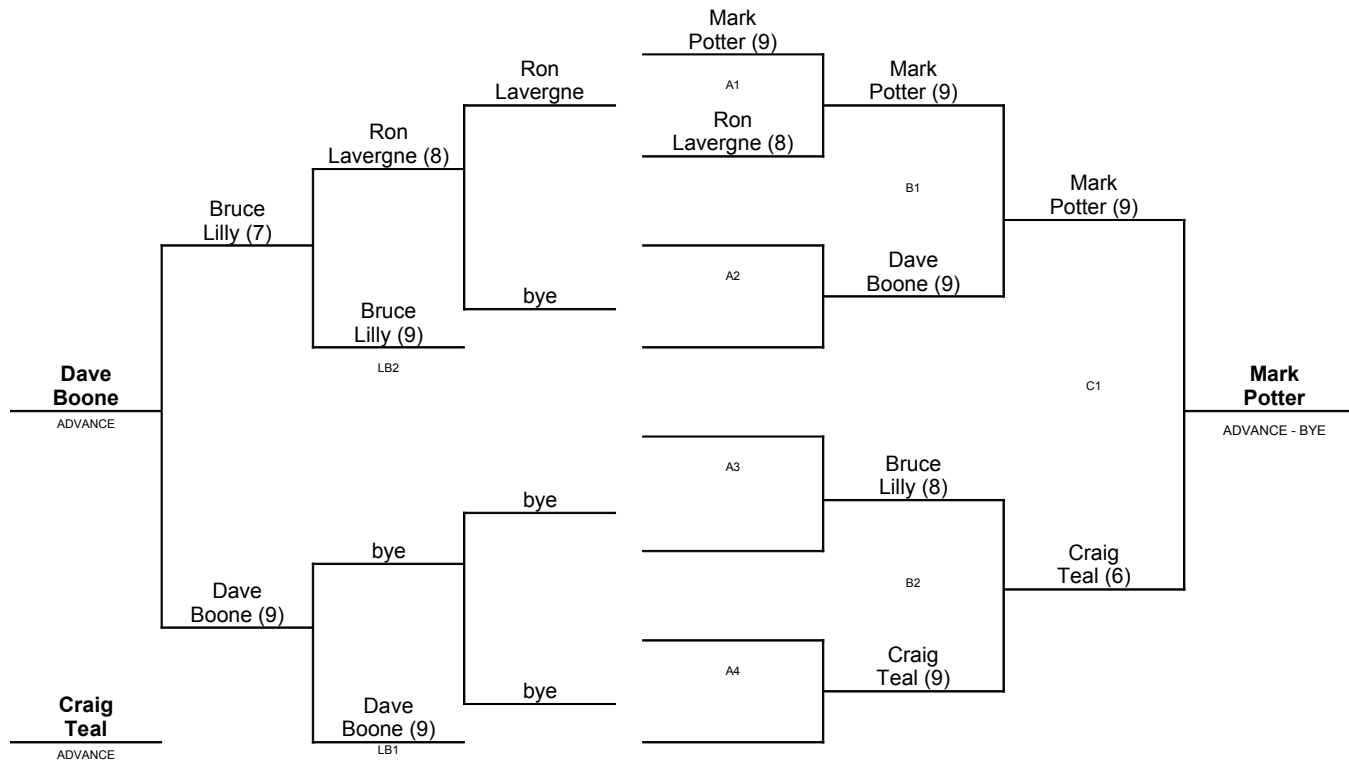 Mark
Potter (9)
Ron
Lavergne
A1
Mark
Potter (9)
Ron
Lavergne (8)
Ron
Lavergne (8)
B1
Mark
Potter (9)
Bruce
Lilly (7)
A2
Dave
Boone (9)
bye
Bruce
Lilly (9)
LB2
Dave
Boone
ADVANCE
C1
Mark
Potter
ADVANCE - BYE
A3
Bruce
Lilly (8)
bye
bye
Craig
Teal (6)
B2
Dave
Boone (9)
A4
Craig
Teal (9)
bye
Craig
Teal
ADVANCE
Dave
Boone (9)
LB1